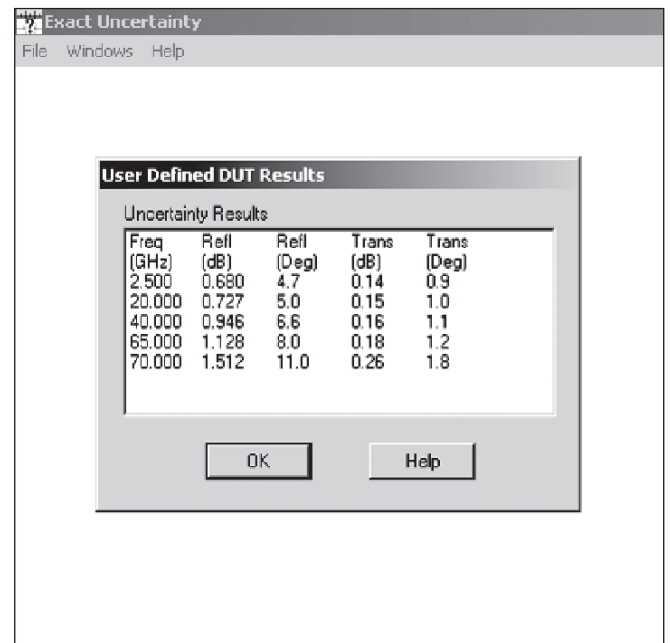 Exact Uncertainty
File Windows Help
User Defined DUT Results
Uncertainty Results
Freq Refl Refl Trans Trans
(GHz) (dB) (Deg) (dB) (Deg)
2.500 0.680 4.7 0.14 0.9
20.000 0.727 5.0 0.15 1.0
40.000 0.946 6.6 0.16 1.1
65.000 1.128 8.0 0.18 1.2
70.000 1.512 11.0 0.26 1.8
OK Help